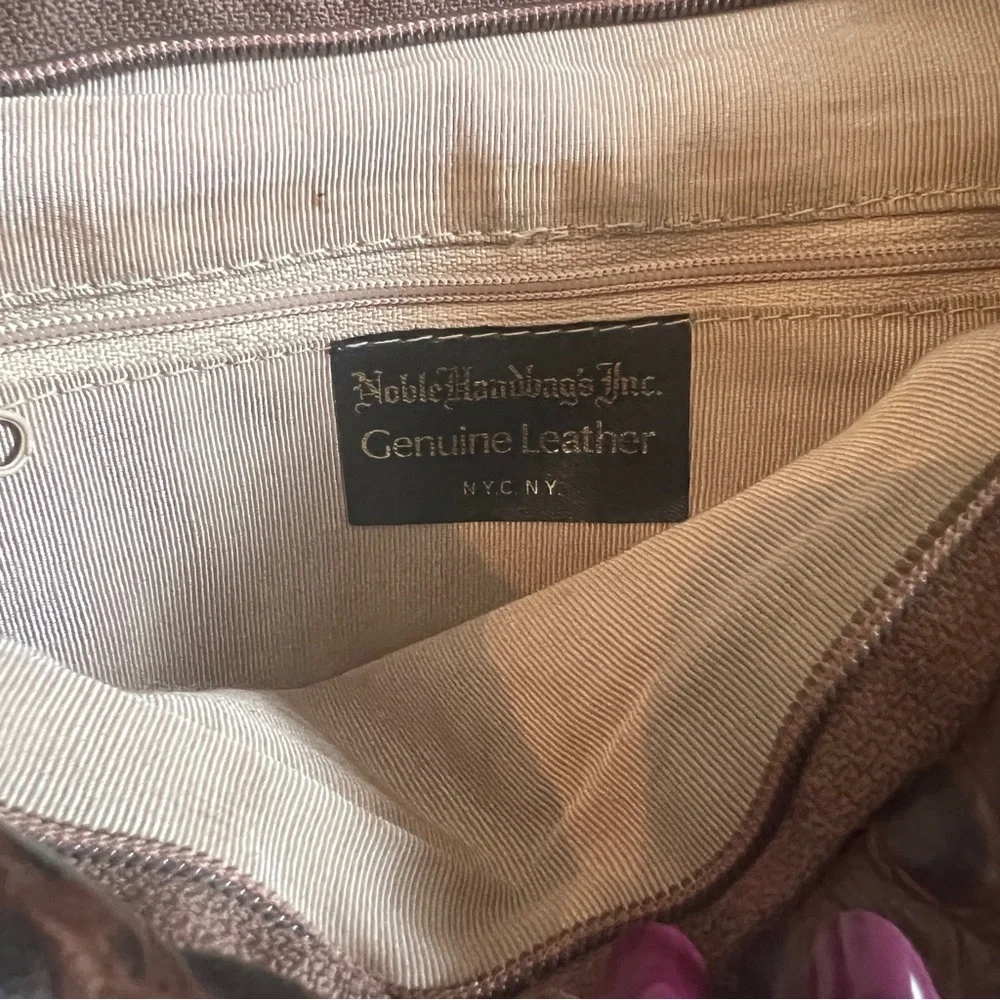 Noble Handbags Inc.
Genuine Leather
N.Y.C. N.Y.